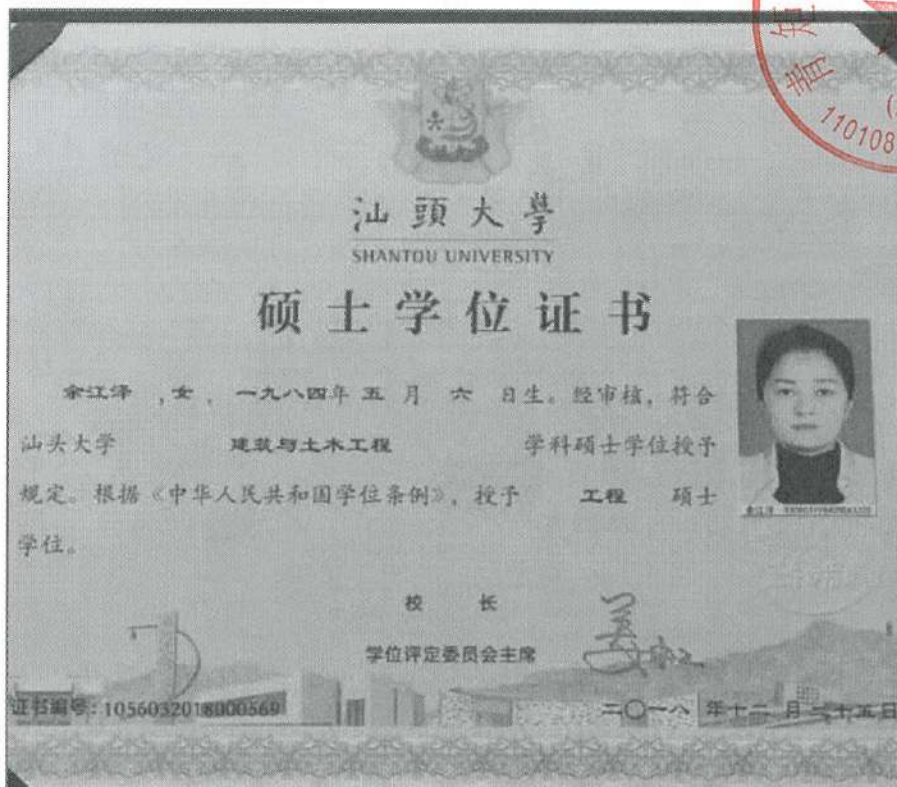 汕頭大學
SHANTOU UNIVERSITY
硕士学位证书
余江泽 ,女 , 一九八四年 五 月 六 日生。经审核，符合
汕头大学 建筑与土木工程 学科硕士学位授予
规定。根据《中华人民共和国学位条例》，授予 工程 硕士
学位。
余江泽
校 长
学位评定委员会主席
证书编号：1056032018000569
二〇一八 年十二 月 二十五日
110108